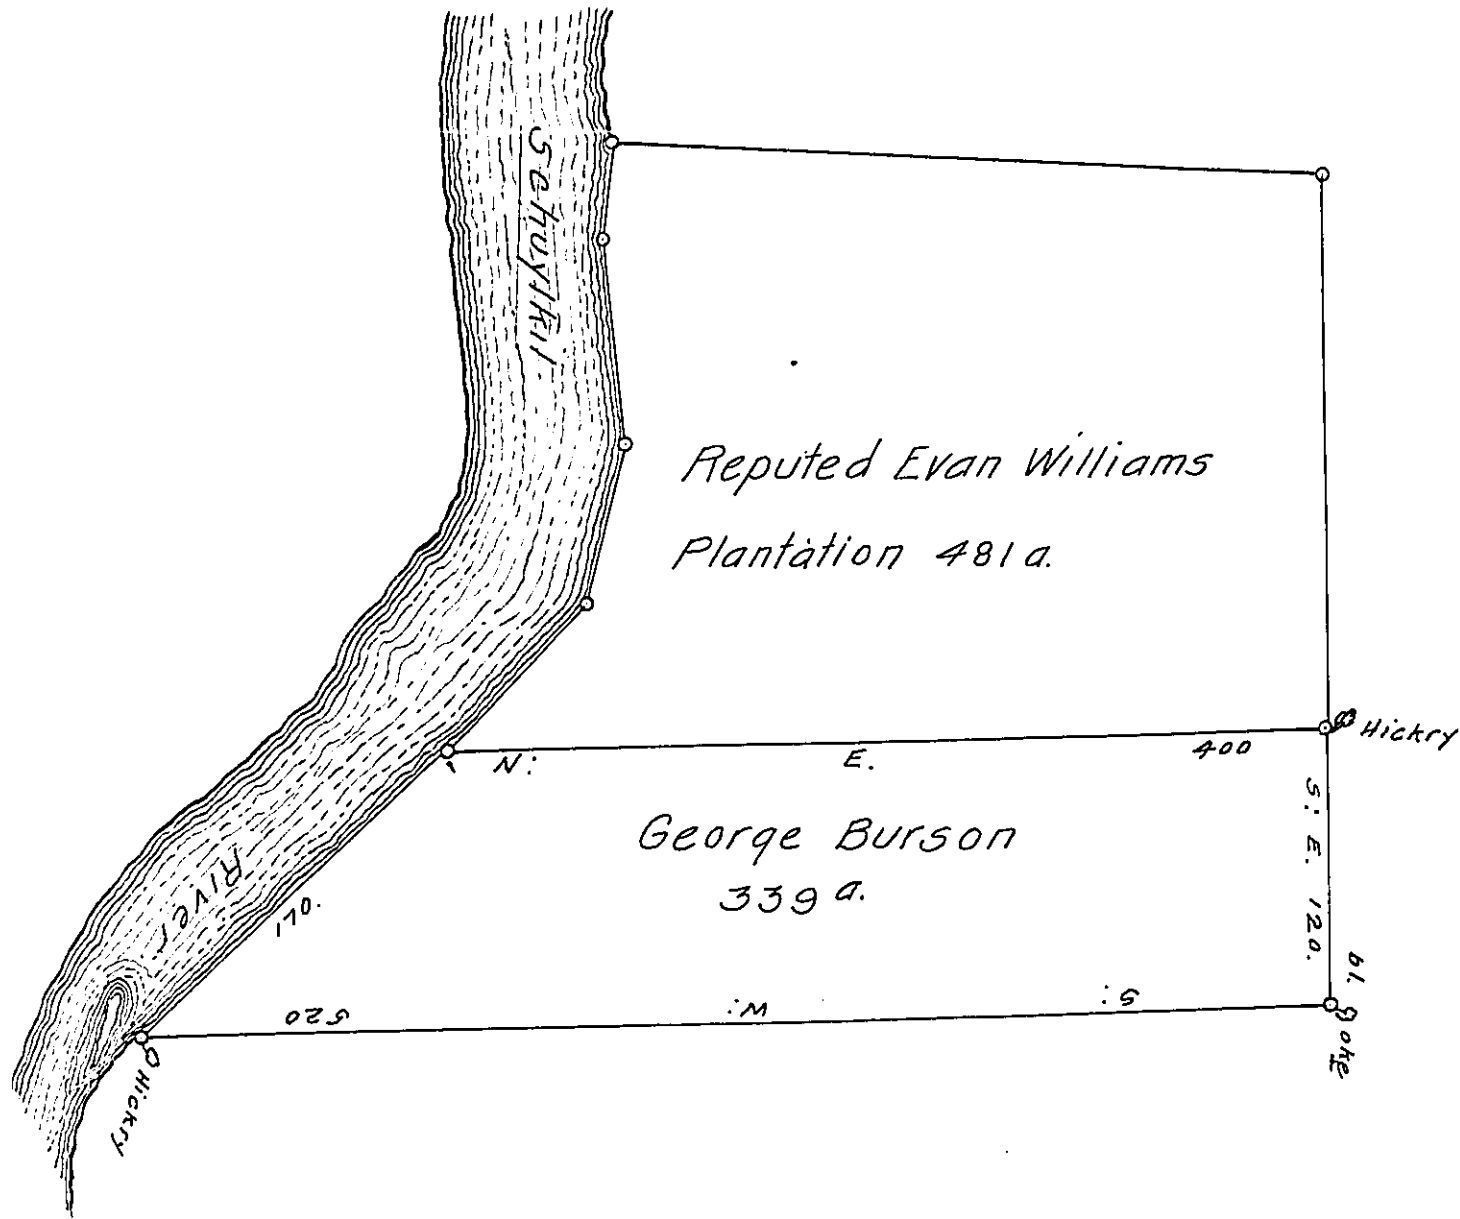 Schuylkil
Reputed Evan Williams
Plantation 481 a.
Hickry
N: E. 400
S: E. 120.
George Burson
339 a.
River
170.
bl. oke
S: W: 520
Hickry